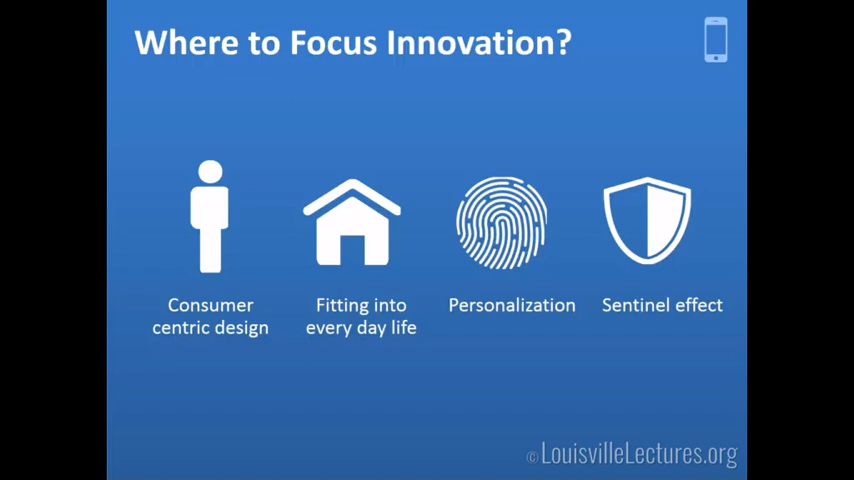 Where to Focus Innovation?
Consumer
centric design
Fitting into
every day life
Personalization
Sentinel effect
© LouisvilleLectures.org